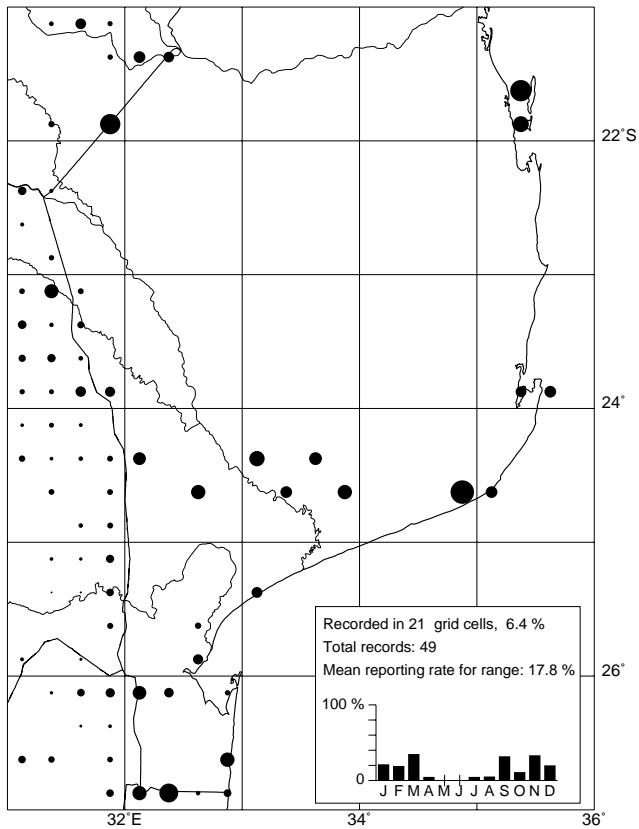 22°S
24°
Recorded in 21 grid cells, 6.4 %
Total records: 49
Mean reporting rate for range: 17.8 %
26°
100 %
0
J F M A M J J A S O N D
32°E 34° 36°